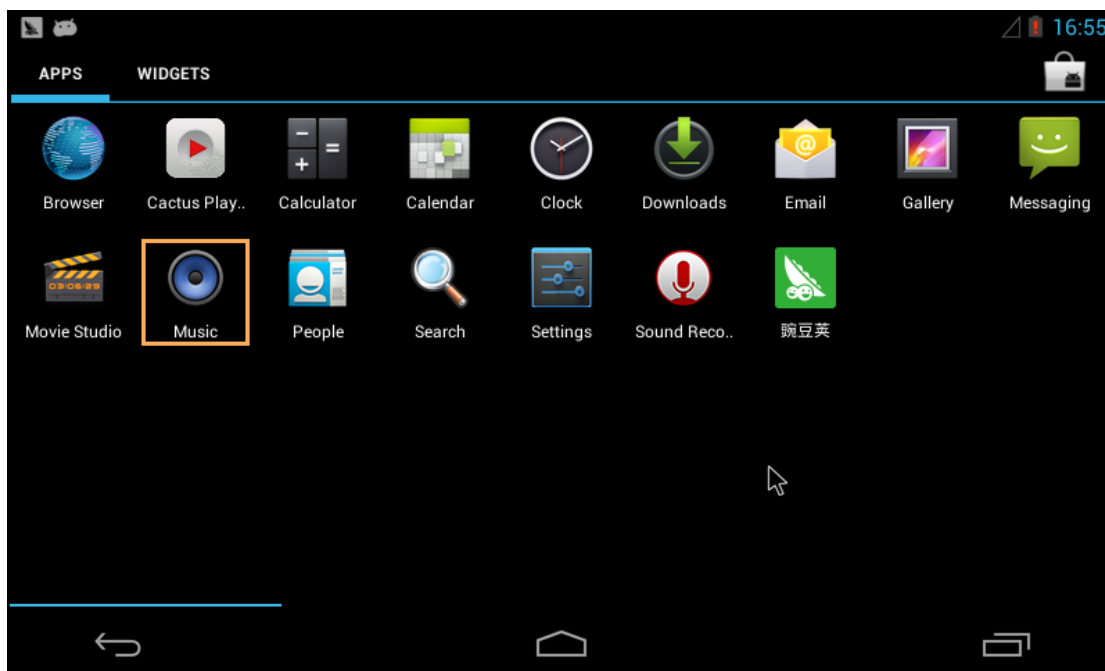 16:55
APPS WIDGETS
Browser Cactus Play.. Calculator Calendar Clock Downloads Email Gallery Messaging
03:06:29
Movie Studio Music People Search Settings Sound Reco.. 豌豆荚